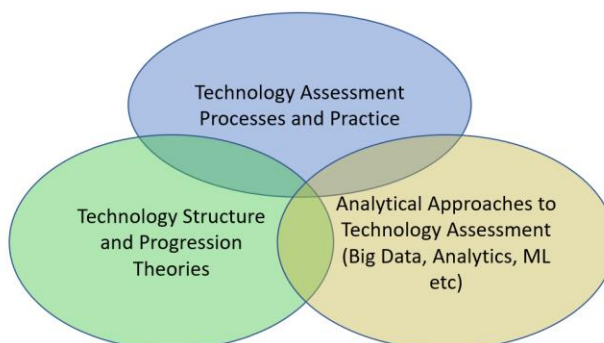 Technology Assessment
Processes and Practice
Technology Structure
and Progression
Theories
Analytical Approaches to
Technology Assessment
(Big Data, Analytics, ML
etc)